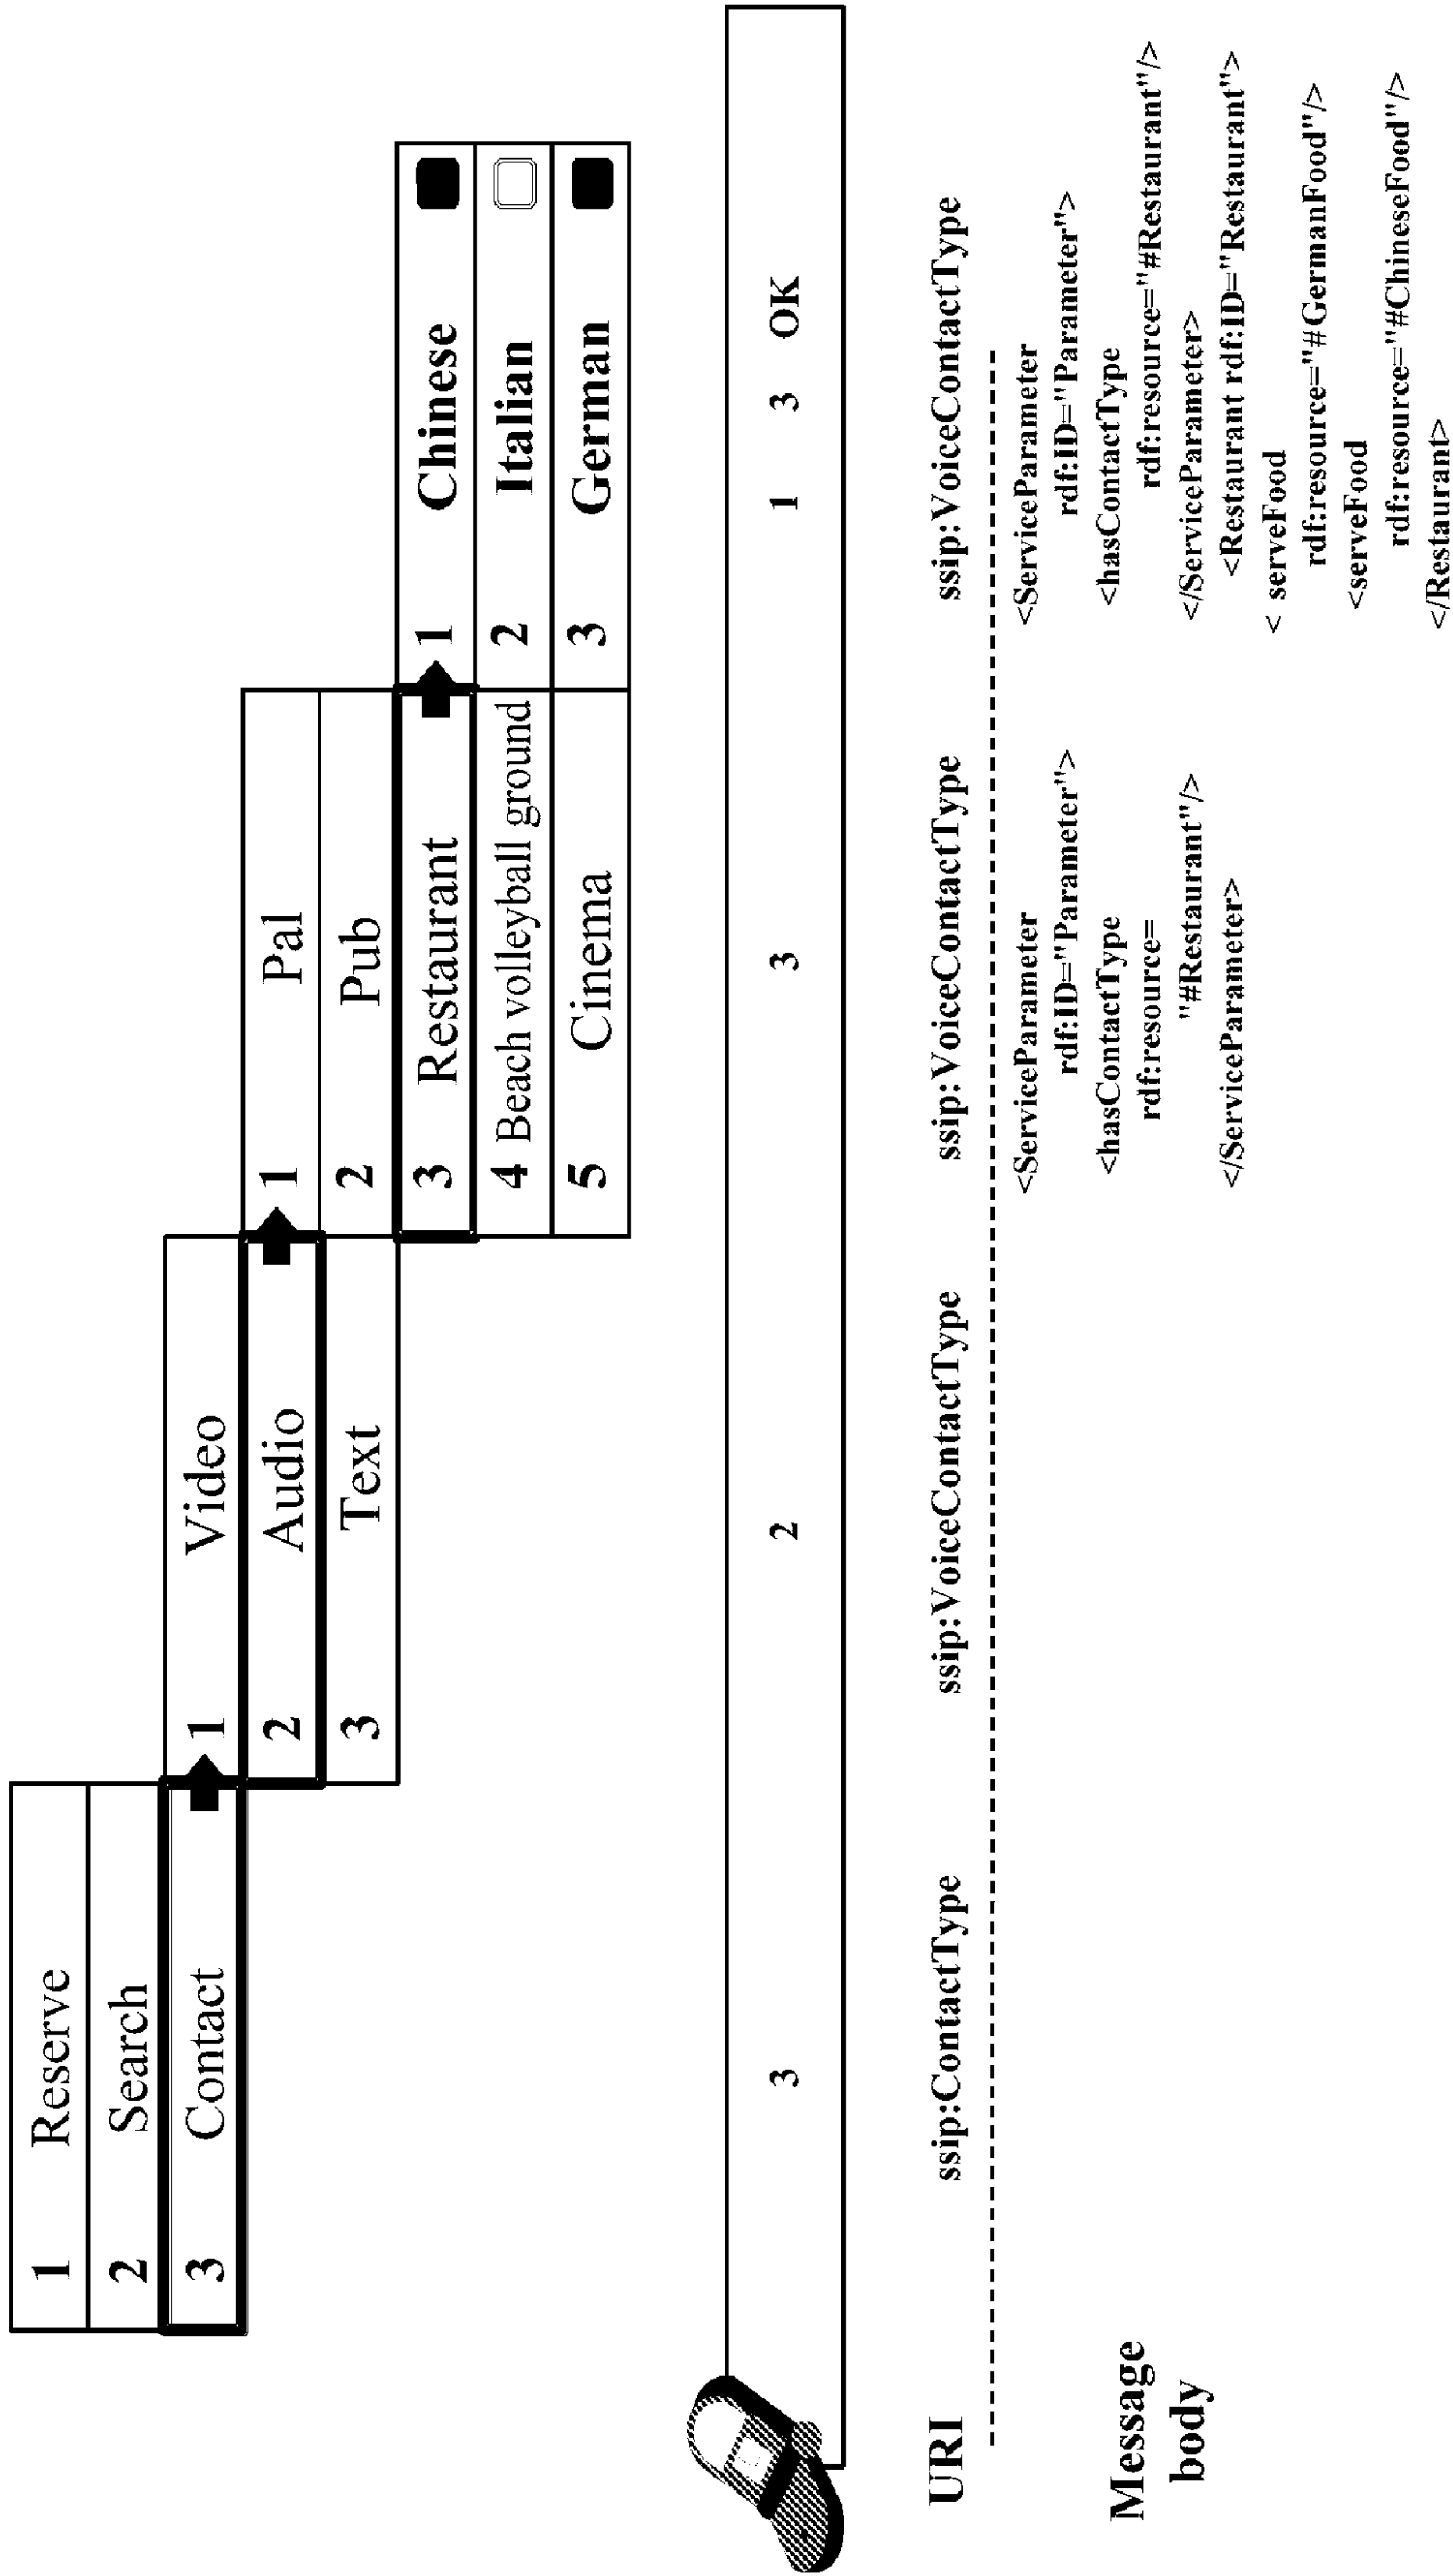 1 Reserve
2 Search
3 Contact
1 Video
2 Audio
3 Text
1 Pal
2 Pub
3 Restaurant
4 Beach volleyball ground
5 Cinema
1 Chinese
2 Italian
3 German
3 2 3 1 3 OK
URI
ssip:ContactType
ssip:VoiceContactType
ssip:VoiceContactType
ssip:VoiceContactType
Message
body
<ServiceParameter
rdf:ID="Parameter">
<hasContactType
rdf:resource=
"#Restaurant"/>
</ServiceParameter>
<ServiceParameter
rdf:ID="Parameter">
<hasContactType
rdf:resource="#Restaurant"/>
</ServiceParameter>
<Restaurant rdf:ID="Restaurant">
< serveFood
rdf:resource="#GermanFood"/>
<serveFood
rdf:resource="#ChineseFood"/>
</Restaurant>